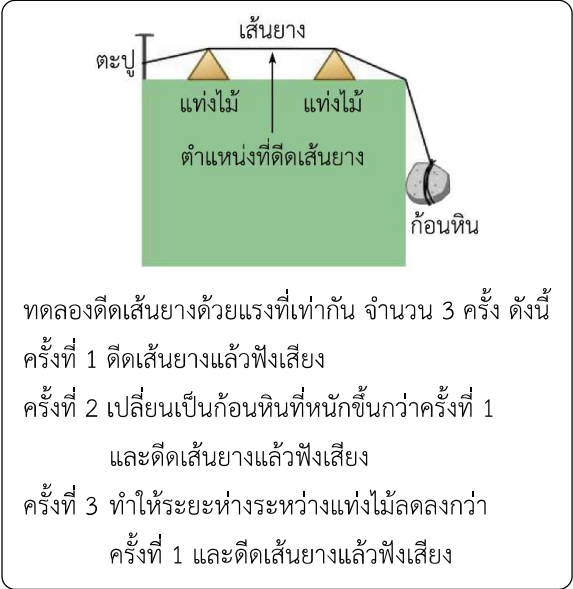 เส้นยาง
ตะปู
แท่งไม้ แท่งไม้
ตำแหน่งที่ดีดเส้นยาง
ก้อนหิน
ทดลองดีดเส้นยางด้วยแรงที่เท่ากัน จำนวน 3 ครั้ง ดังนี้
ครั้งที่ 1 ดีดเส้นยางแล้วฟังเสียง
ครั้งที่ 2 เปลี่ยนเป็นก้อนหินที่หนักขึ้นกว่าครั้งที่ 1
และดีดเส้นยางแล้วฟังเสียง
ครั้งที่ 3 ทำให้ระยะห่างระหว่างแท่งไม้ลดลงกว่า
ครั้งที่ 1 และดีดเส้นยางแล้วฟังเสียง